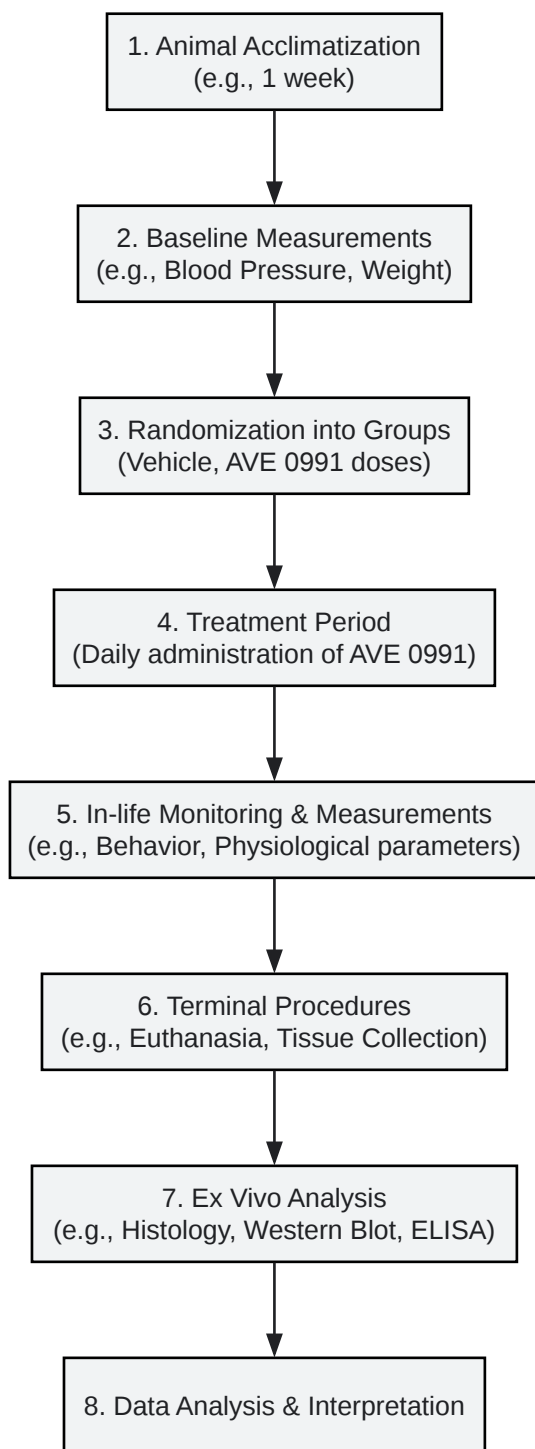 1. Animal Acclimatization
(e.g., 1 week)
2. Baseline Measurements
(e.g., Blood Pressure, Weight)
3. Randomization into Groups
(Vehicle, AVE 0991 doses)
4. Treatment Period
(Daily administration of AVE 0991)
5. In-life Monitoring & Measurements
(e.g., Behavior, Physiological parameters)
6. Terminal Procedures
(e.g., Euthanasia, Tissue Collection)
7. Ex Vivo Analysis
(e.g., Histology, Western Blot, ELISA)
8. Data Analysis & Interpretation